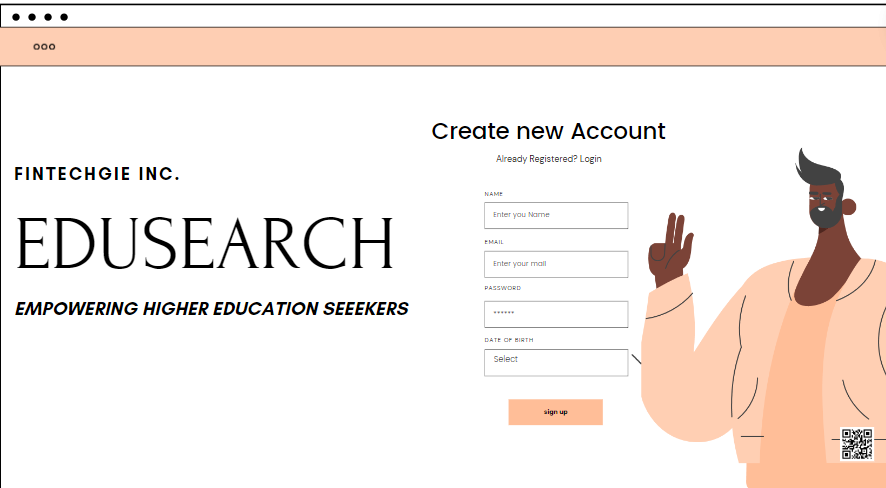 FINTECHGIE INC.
EDUSEARCH
EMPOWERING HIGHER EDUCATION SEEEKERS
Create new Account
Already Registered? Login
NAME
Enter you Name
EMAIL
Enter your mail
PASSWORD
******
DATE OF BIRTH
Select
sign up